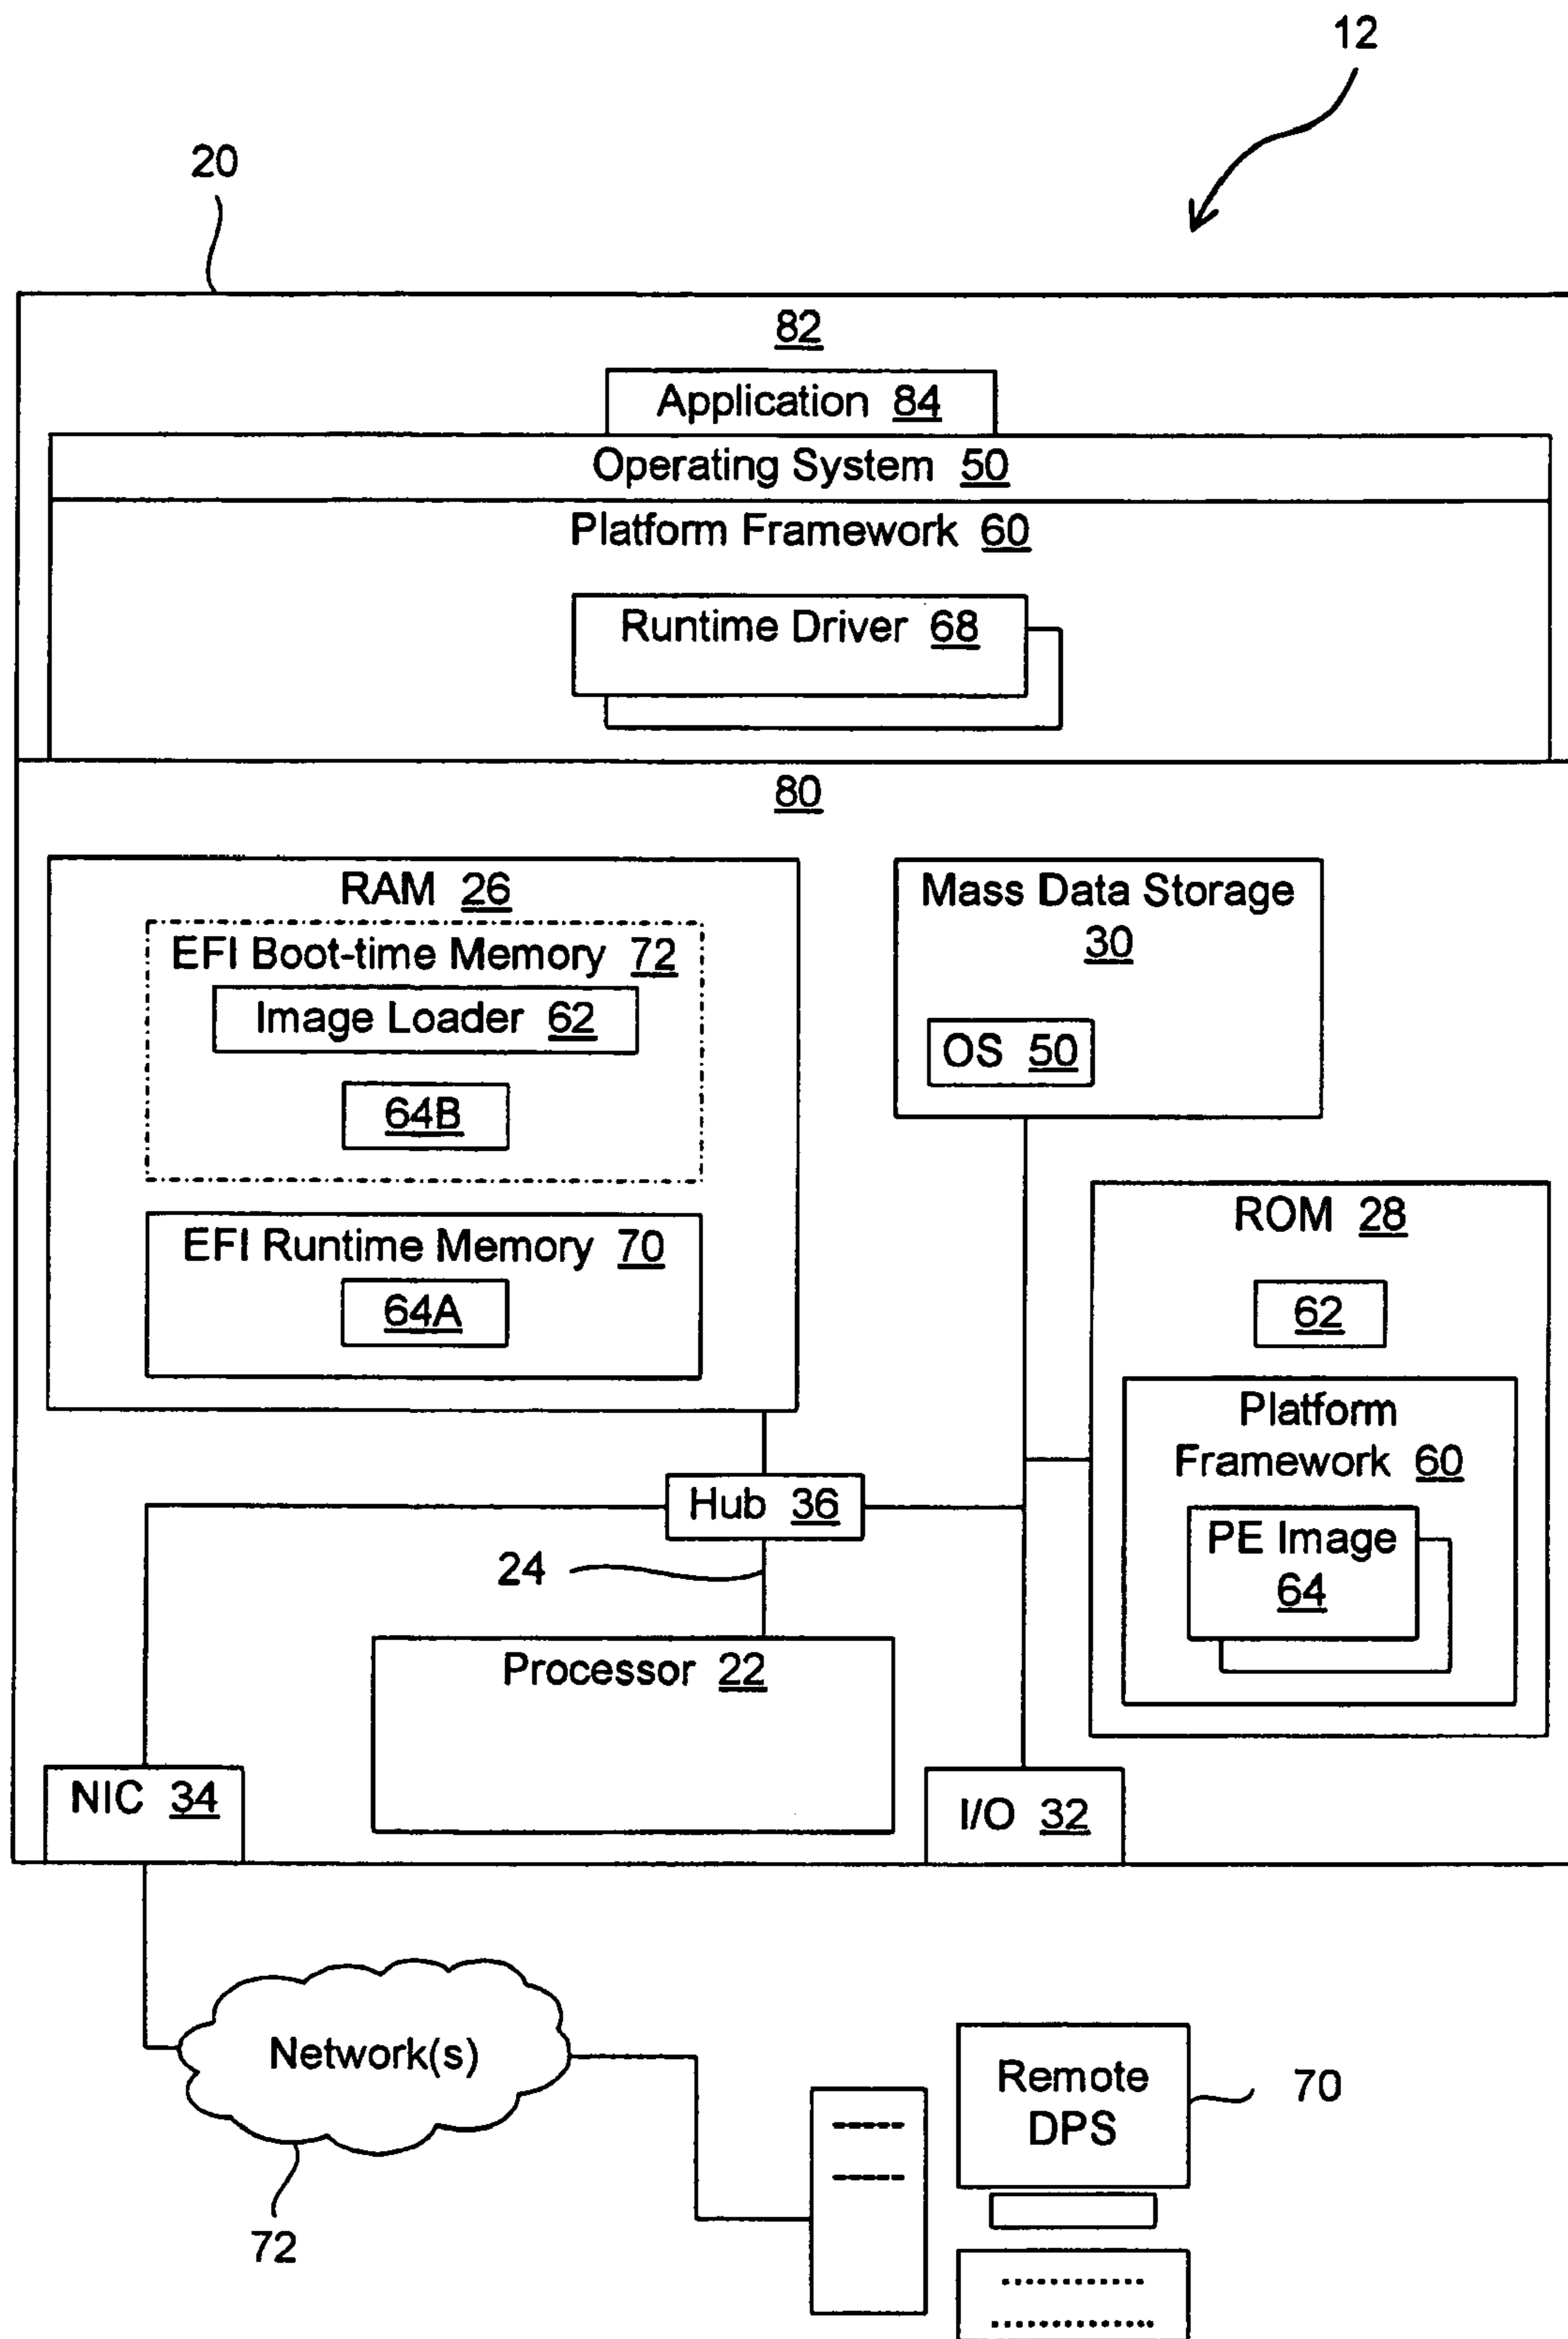 12
20
82
Application 84
Operating System 50
Platform Framework 60
Runtime Driver 68
80
RAM 26
EFI Boot-time Memory 72
Image Loader 62
64B
EFI Runtime Memory 70
64A
Mass Data Storage
30
OS 50
ROM 28
62
Platform
Framework 60
PE Image
64
Hub 36
24
Processor 22
NIC 34
I/O 32
Network(s)
72
Remote
DPS
70